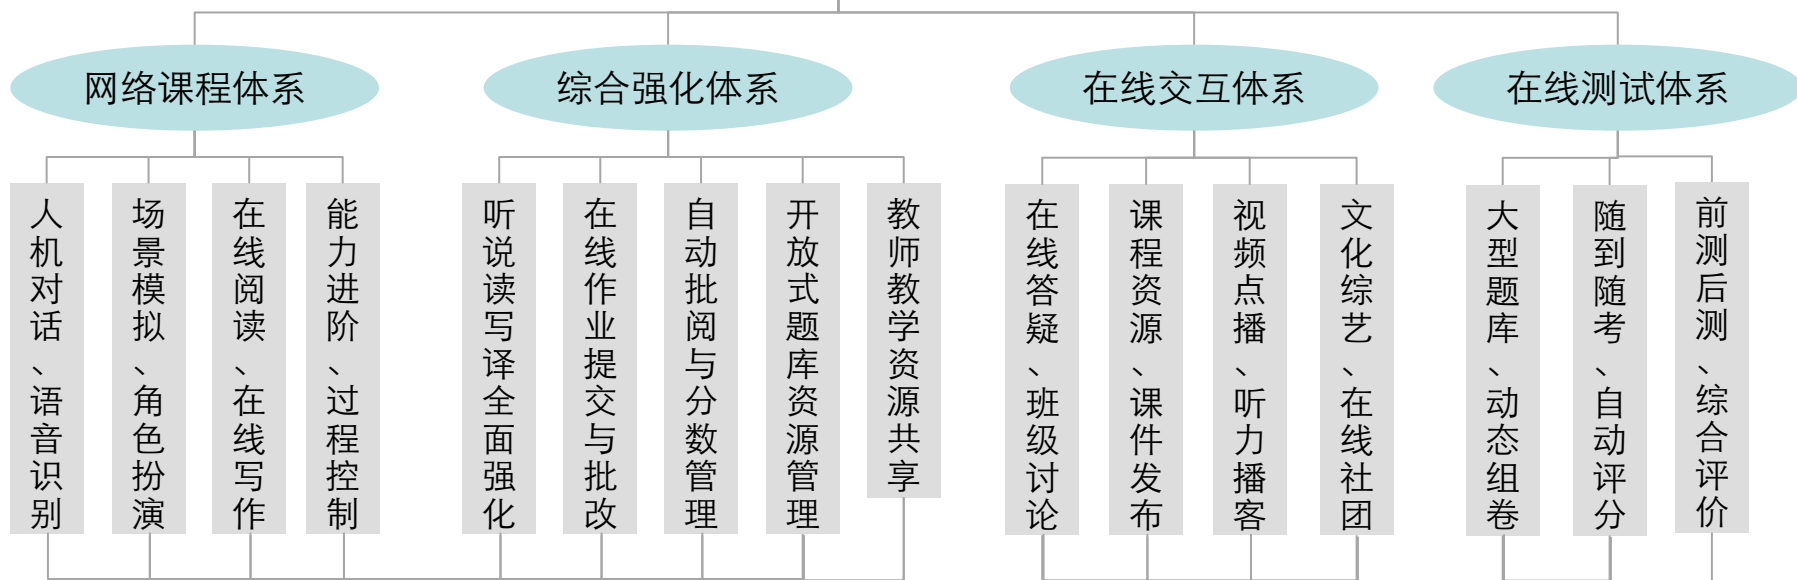 网络课程体系
综合强化体系
在线交互体系
在线测试体系
人机对话、语音识别
场景模拟、角色扮演
在线阅读、在线写作
能力进阶、过程控制
听说读写译全面强化
在线作业提交与批改
自动批阅与分数管理
开放式题库资源管理
教师教学资源共享
在线答疑、班级讨论
课程资源、课件发布
视频点播、听力播客
文化综艺、在线社团
大型题库、动态组卷
随到随考、自动评分
前测后测、综合评价